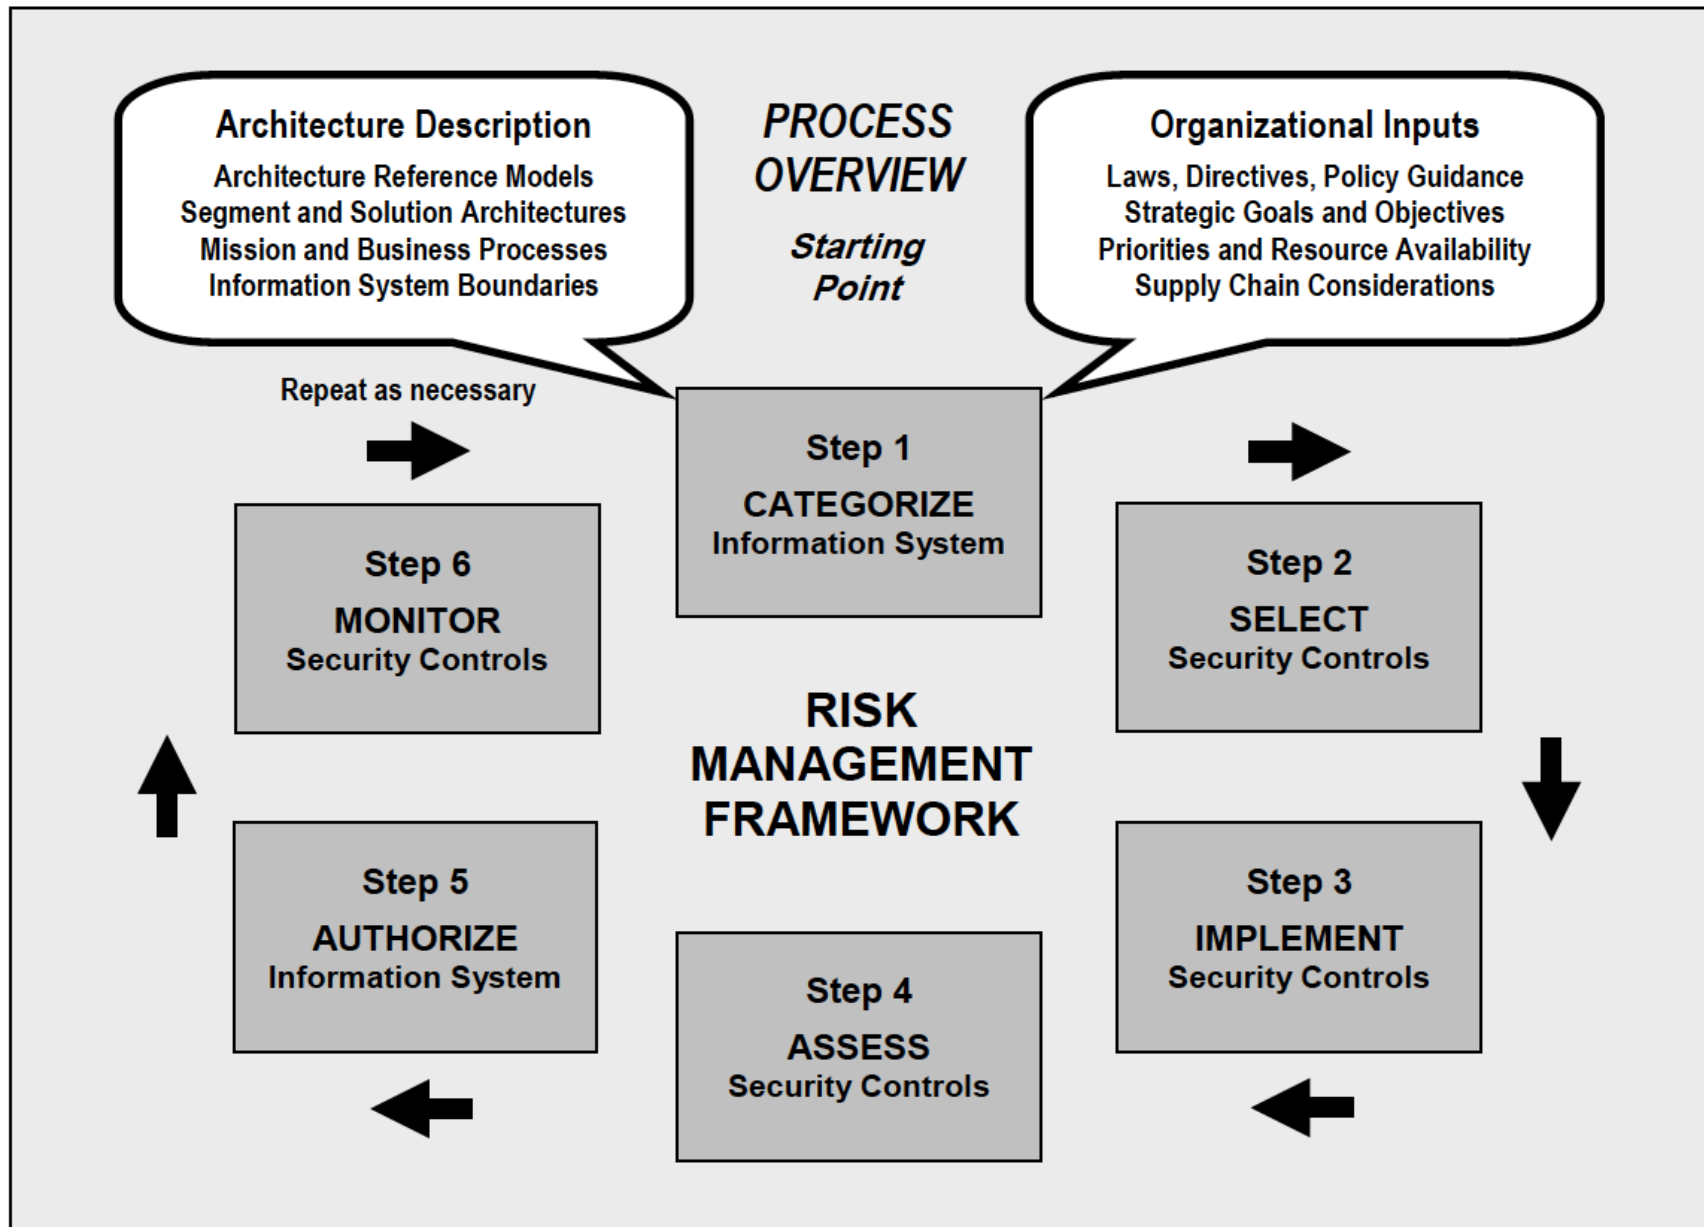 Architecture Description
Architecture Reference Models
Segment and Solution Architectures
Mission and Business Processes
Information System Boundaries
PROCESS
OVERVIEW
Starting
Point
Organizational Inputs
Laws, Directives, Policy Guidance
Strategic Goals and Objectives
Priorities and Resource Availability
Supply Chain Considerations
Repeat as necessary
Step 1
CATEGORIZE
Information System
Step 2
SELECT
Security Controls
Step 3
IMPLEMENT
Security Controls
Step 4
ASSESS
Security Controls
Step 5
AUTHORIZE
Information System
Step 6
MONITOR
Security Controls
RISK
MANAGEMENT
FRAMEWORK